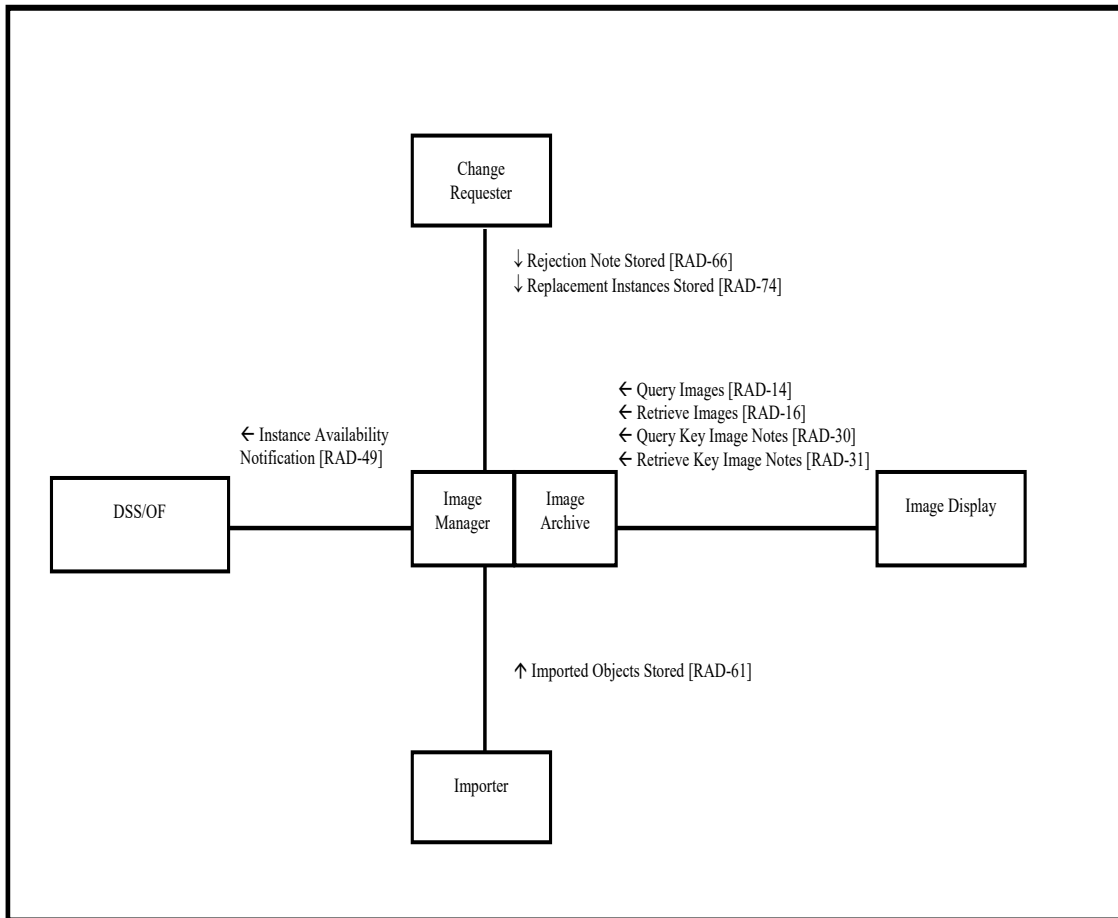 Change
Requester
↓ Rejection Note Stored [RAD-66]
↓ Replacement Instances Stored [RAD-74]
← Query Images [RAD-14]
← Retrieve Images [RAD-16]
← Query Key Image Notes [RAD-30]
← Retrieve Key Image Notes [RAD-31]
← Instance Availability
Notification [RAD-49]
DSS/OF
Image
Manager
Image
Archive
Image Display
↑ Imported Objects Stored [RAD-61]
Importer